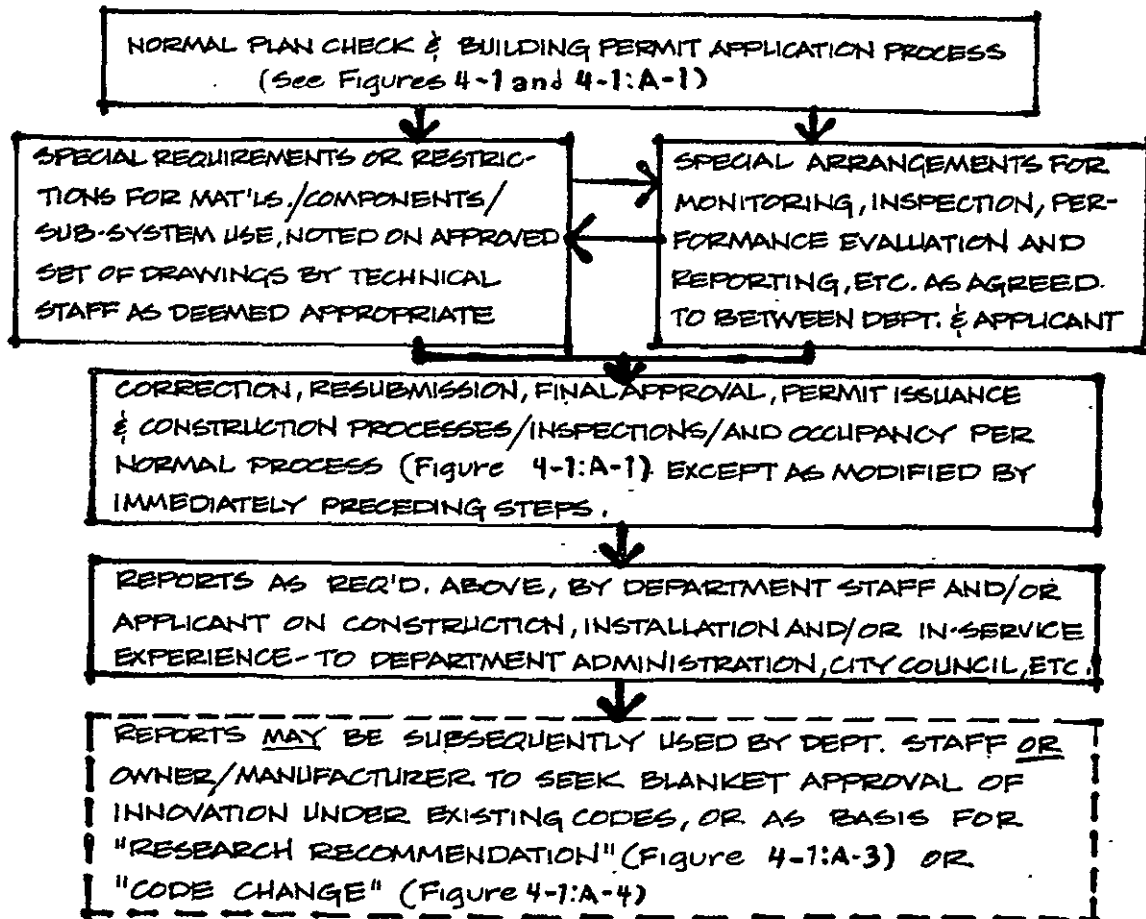 NORMAL PLAN CHECK & BUILDING PERMIT APPLICATION PROCESS
(See Figures 4-1 and 4-1:A-1)
SPECIAL REQUIREMENTS OR RESTRIC-
TIONS FOR MAT'LS./COMPONENTS/
SUB-SYSTEM USE, NOTED ON APPROVED
SET OF DRAWINGS BY TECHNICAL
STAFF AS DEEMED APPROPRIATE
SPECIAL ARRANGEMENTS FOR
MONITORING, INSPECTION, PER-
FORMANCE EVALUATION AND
REPORTING, ETC. AS AGREED
TO BETWEEN DEPT. & APPLICANT
CORRECTION, RESUBMISSION, FINAL APPROVAL, PERMIT ISSUANCE
& CONSTRUCTION PROCESSES/INSPECTIONS/AND OCCUPANCY PER
NORMAL PROCESS (Figure 4-1:A-1) EXCEPT AS MODIFIED BY
IMMEDIATELY PRECEDING STEPS.
REPORTS AS REQ'D. ABOVE, BY DEPARTMENT STAFF AND/OR
APPLICANT ON CONSTRUCTION, INSTALLATION AND/OR IN-SERVICE
EXPERIENCE-TO DEPARTMENT ADMINISTRATION, CITY COUNCIL, ETC.
REPORTS MAY BE SUBSEQUENTLY USED BY DEPT. STAFF OR
OWNER/MANUFACTURER TO SEEK BLANKET APPROVAL OF
INNOVATION UNDER EXISTING CODES, OR AS BASIS FOR
"RESEARCH RECOMMENDATION" (Figure 4-1:A-3) OR
"CODE CHANGE" (Figure 4-1:A-4)